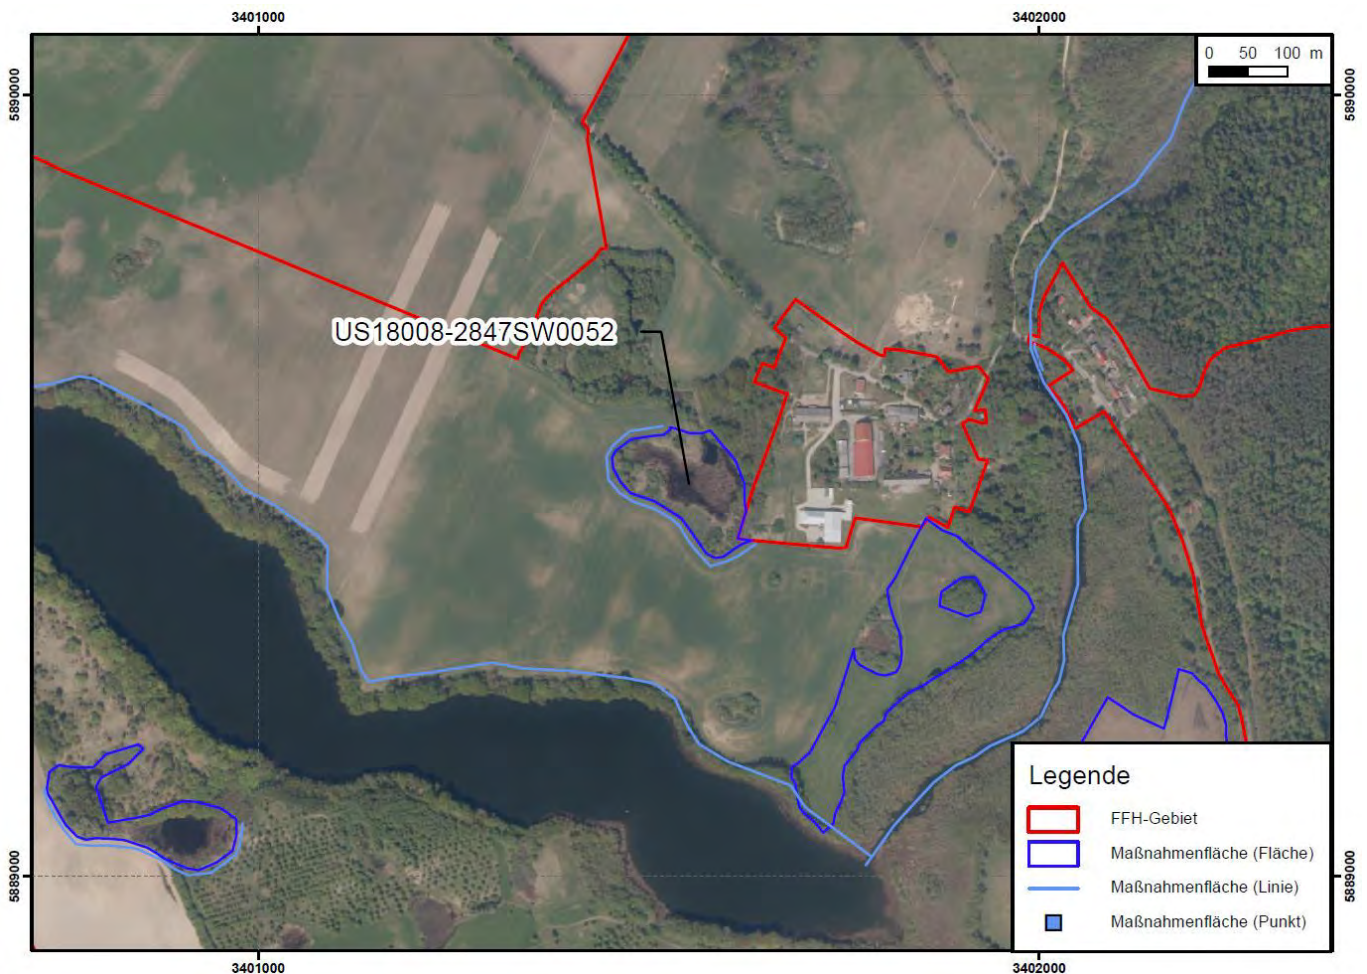 3401000 3402000
0 50 100 m
5890000 5890000
US18008-2847SW0052
Legende
FFH-Gebiet
Maßnahmenfläche (Fläche)
Maßnahmenfläche (Linie)
Maßnahmenfläche (Punkt)
5889000 5889000
3401000 3402000